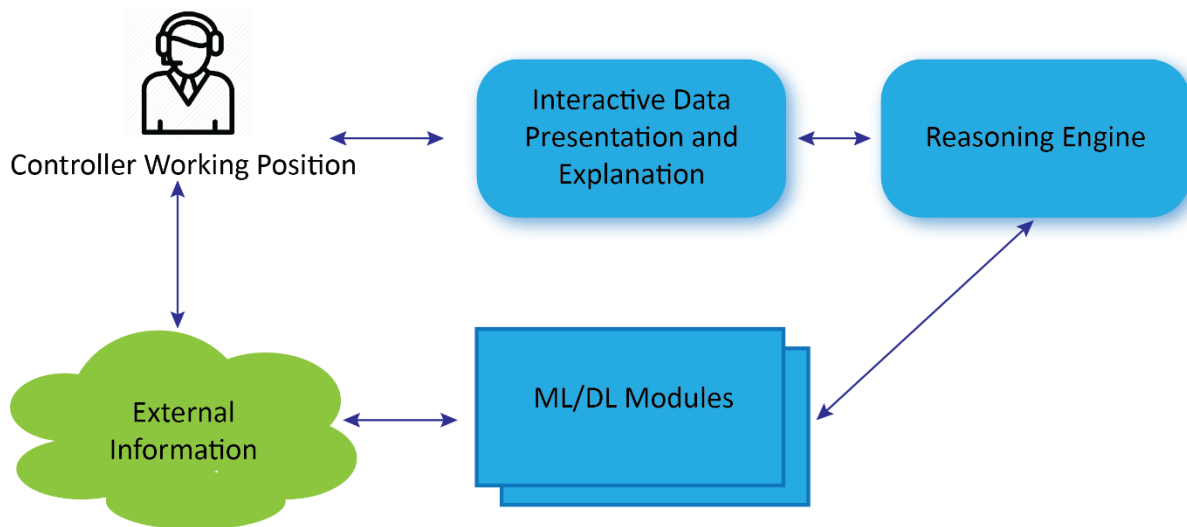 Interactive Data
Presentation and
Explanation
Reasoning Engine
Controller Working Position
ML/DL Modules
External
Information